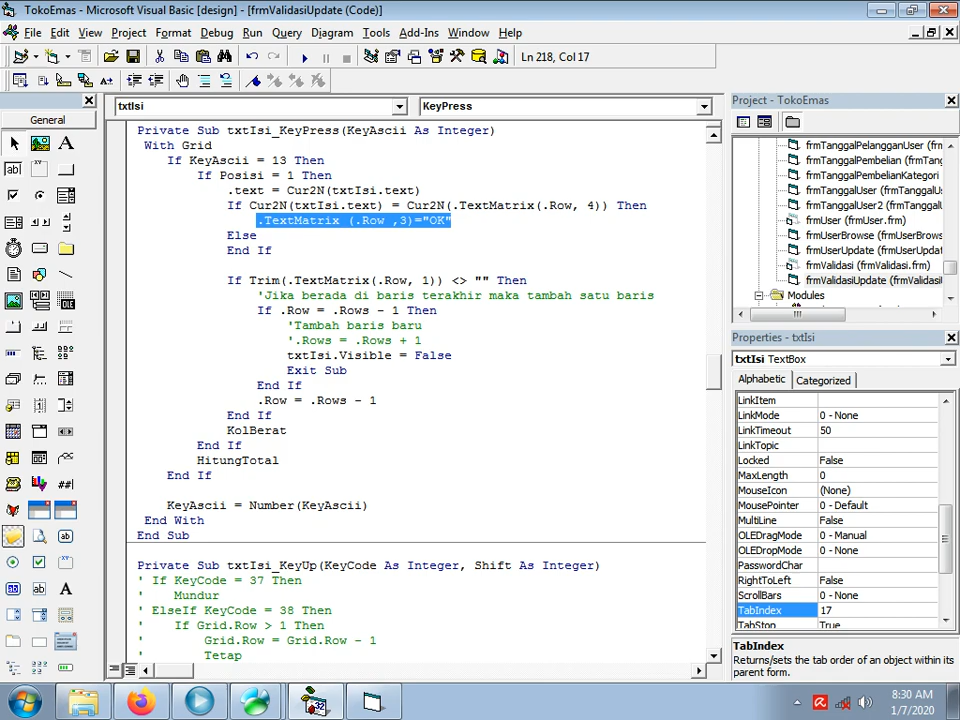 TokoEmas - Microsoft Visual Basic [design] - [frmValidasiUpdate (Code)]
File Edit View Project Format Debug Run Query Diagram Tools Add-Ins Window Help
Ln 218, Col 17
General
txtIsi KeyPress
Private Sub txtIsi_KeyPress(KeyAscii As Integer)
With Grid
If KeyAscii = 13 Then
If Posisi = 1 Then
.text = Cur2N(txtIsi.text)
If Cur2N(txtIsi.text) = Cur2N(.TextMatrix(.Row, 4)) Then
.TextMatrix (.Row ,3)="OK"
Else
End If
If Trim(.TextMatrix(.Row, 1)) <> "" Then
'Jika berada di baris terakhir maka tambah satu baris
If .Row = .Rows - 1 Then
'Tambah baris baru
'.Rows = .Rows + 1
txtIsi.Visible = False
Exit Sub
End If
.Row = .Rows - 1
End If
KolBerat
End If
HitungTotal
End If
KeyAscii = Number(KeyAscii)
End With
End Sub
Private Sub txtIsi_KeyUp(KeyCode As Integer, Shift As Integer)
' If KeyCode = 37 Then
' Mundur
' ElseIf KeyCode = 38 Then
' If Grid.Row > 1 Then
' Grid.Row = Grid.Row - 1
' Tetap
Project - TokoEmas
frmTanggalPelangganUser (frr
frmTanggalPembelian (frmTang
frmTanggalPembelianKategori
frmTanggalUser (frmTanggalUs
frmTanggalUser2 (frmTanggalU
frmUser (frmUser.frm)
frmUserBrowse (frmUserBrows
frmUserUpdate (frmUserUpdat
frmValidasi (frmValidasi.frm)
frmValidasiUpdate (frmValidasiU
Modules
Properties - txtIsi
txtIsi TextBox
Alphabetic Categorized
LinkItem
LinkMode 0 - None
LinkTimeout 50
LinkTopic
Locked False
MaxLength 0
MouseIcon (None)
MousePointer 0 - Default
MultiLine False
OLEDragMode 0 - Manual
OLEDropMode 0 - None
PasswordChar
RightToLeft False
ScrollBars 0 - None
TabIndex 17
TabStop True
TabIndex
Returns/sets the tab order of an object within its
parent form.
8:30 AM
1/7/2020